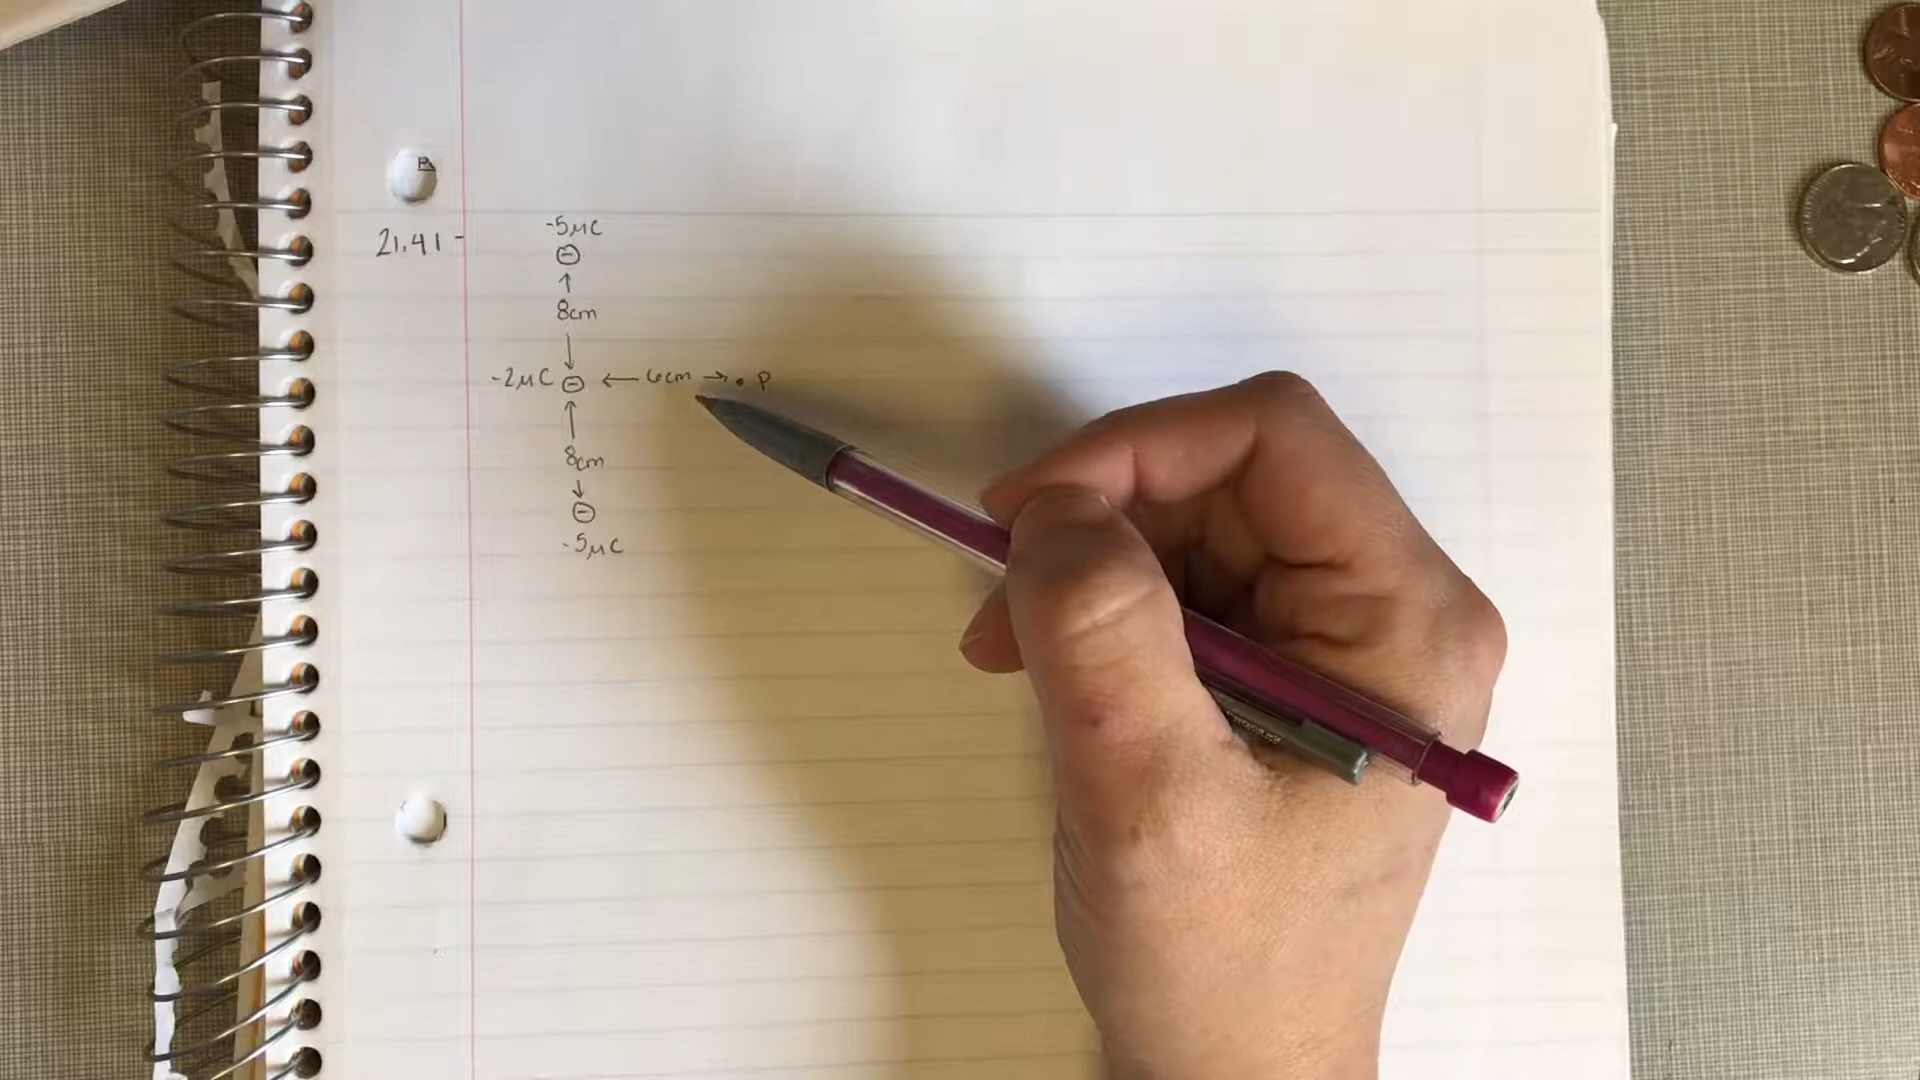 21.41 -
-5μC
⊖
↑
8cm
↓
-2μC ⊖ ← 6cm → . P
↑
8cm
↓
⊖
-5μC